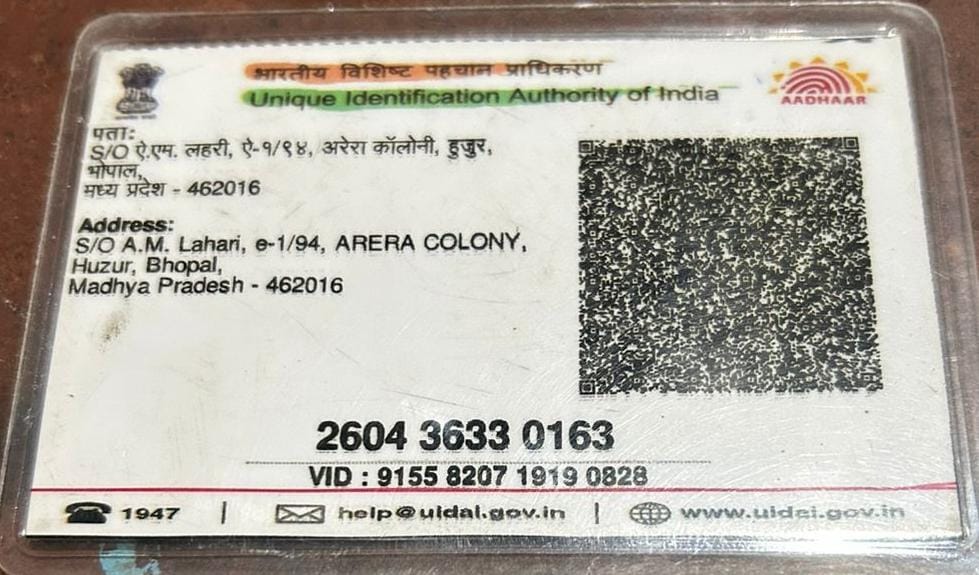 भारतीय विशिष्ट पहचान प्राधिकरण
Unique Identification Authority of India
AADHAAR
पता:
S/O ऐ.एम. लहरी, ऐ-१/९४, अरेरा कॉलोनी, हुजुर,
भोपाल,
मध्य प्रदेश - 462016
Address:
S/O A.M. Lahari, e-1/94, ARERA COLONY,
Huzur, Bhopal,
Madhya Pradesh - 462016
2604 3633 0163
VID : 9155 8207 1919 0828
1947 | help@uidai.gov.in | www.uidai.gov.in